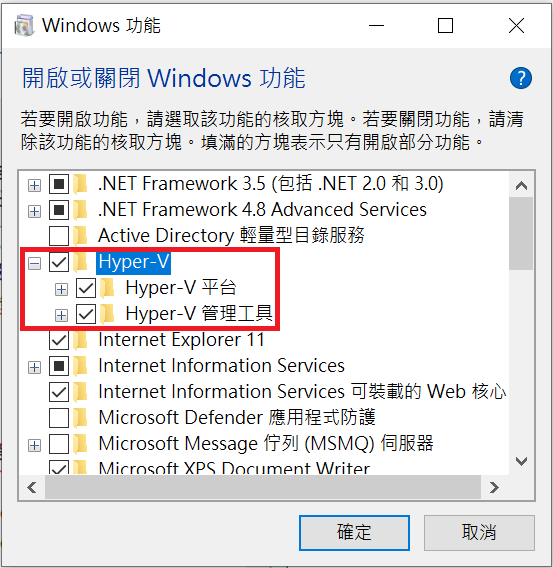 Windows 功能
開啟或關閉 Windows 功能
若要開啟功能，請選取該功能的核取方塊。若要關閉功能，請清
除該功能的核取方塊。填滿的方塊表示只有開啟部分功能。
.NET Framework 3.5 (包括 .NET 2.0 和 3.0)
.NET Framework 4.8 Advanced Services
Active Directory 輕量型目錄服務
Hyper-V
Hyper-V 平台
Hyper-V 管理工具
Internet Explorer 11
Internet Information Services
Internet Information Services 可裝載的 Web 核心
Microsoft Defender 應用程式防護
Microsoft Message 佇列 (MSMQ) 伺服器
Microsoft XPS Document Writer
確定
取消